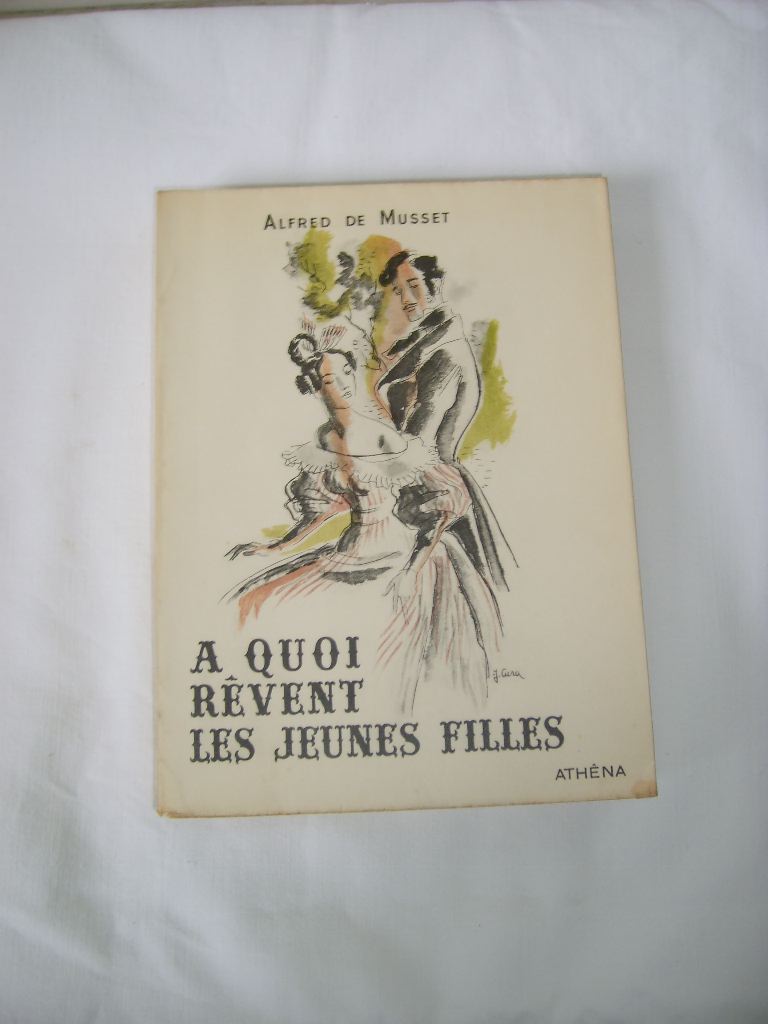 ALFRED DE MUSSET
A QUOI
RÊVENT
LES JEUNES FILLES
ATHÊNA